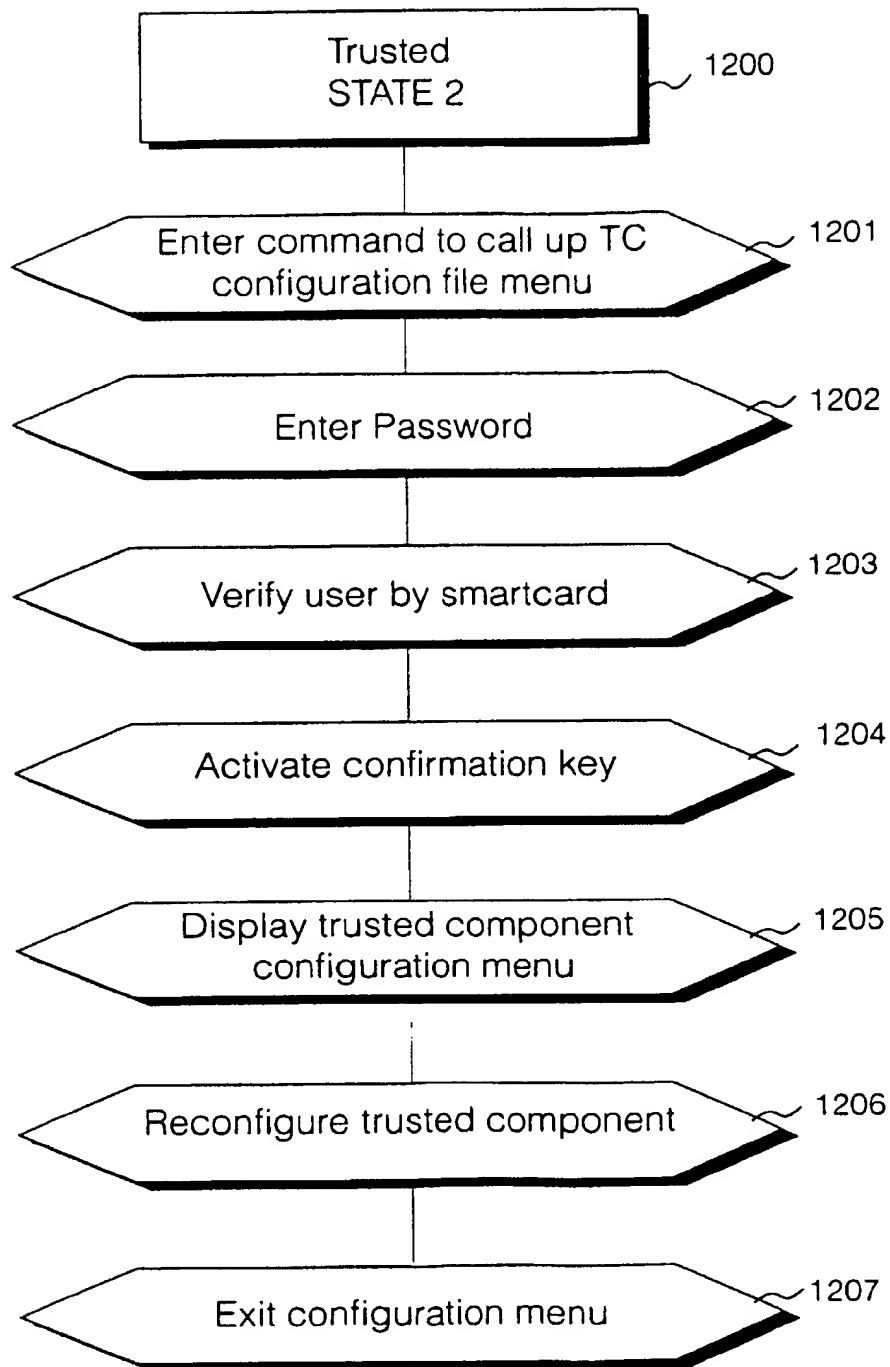 Trusted
STATE 2
1200
Enter command to call up TC
configuration file menu
1201
Enter Password
1202
Verify user by smartcard
1203
Activate confirmation key
1204
Display trusted component
configuration menu
1205
Reconfigure trusted component
1206
Exit configuration menu
1207